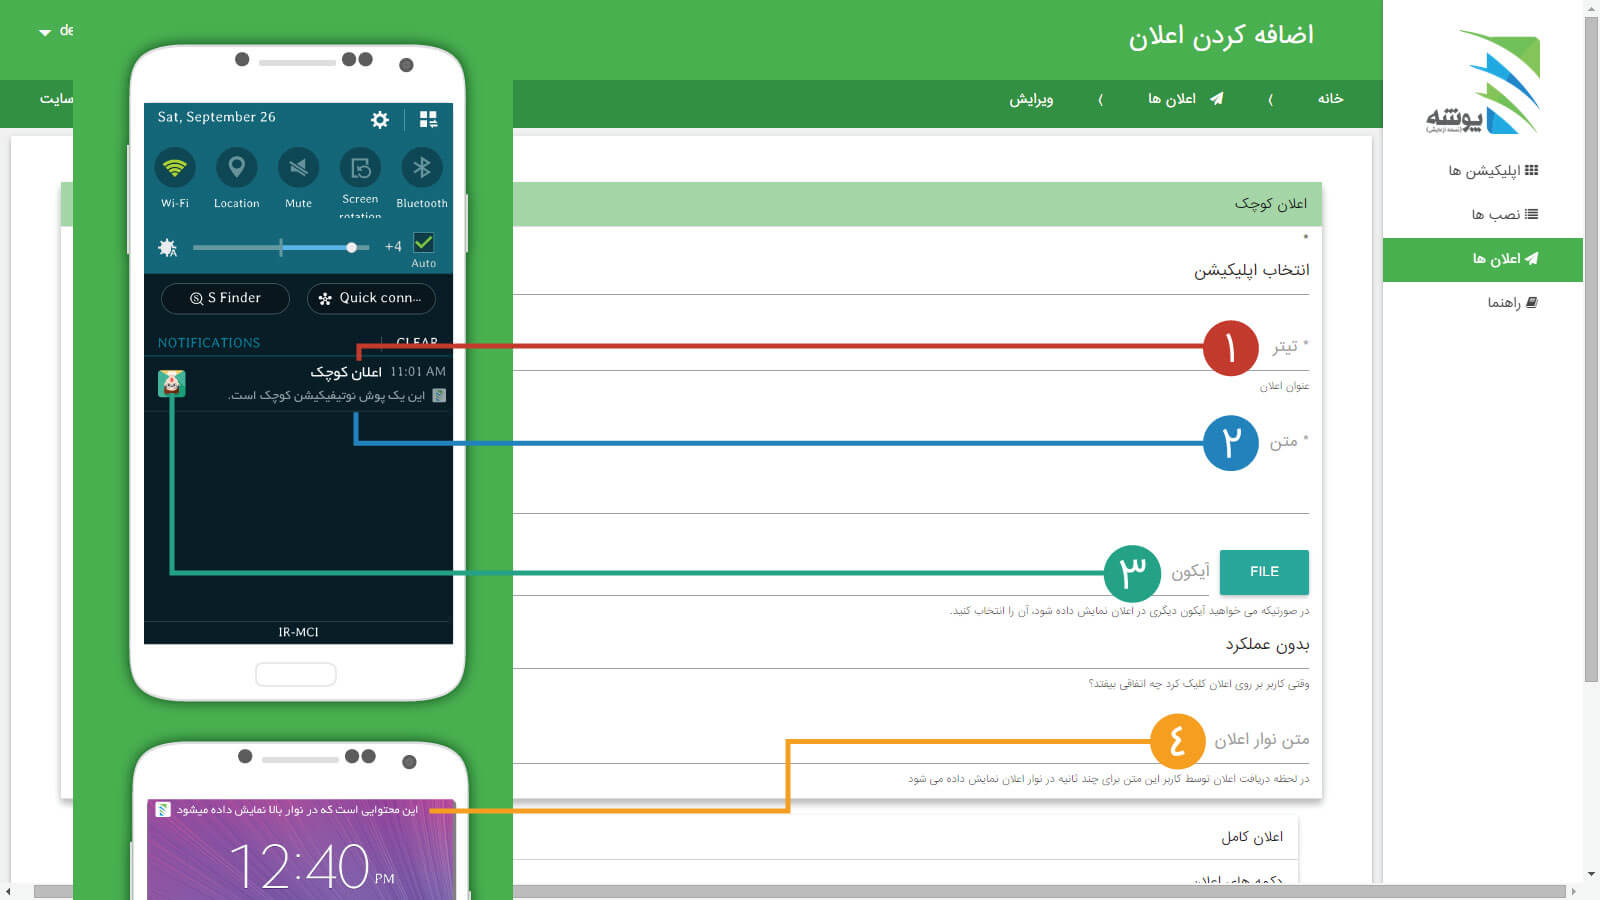 اضافه کردن اعلان
de
خانه
اعلان ها
ویرایش
سایت
پوشه
(نسخه آزمایشی)
اپلیکیشن ها
نصب ها
اعلان ها
راهنما
اعلان کوچک
*
انتخاب اپلیکیشن
* تیتر
۱
عنوان اعلان
* متن
۲
FILE
آیکون
۳
در صورتیکه می خواهید آیکون دیگری در اعلان نمایش داده شود، آن را انتخاب کنید.
بدون عملکرد
وقتی کاربر بر روی اعلان کلیک کرد چه اتفاقی بیفتد؟
متن نوار اعلان
٤
در لحظه دریافت اعلان توسط کاربر این متن برای چند ثانیه در نوار اعلان نمایش داده می شود
اعلان کامل
دکمه های اعلان
Sat, September 26
Wi-Fi
Location
Mute
Screen rotation
Bluetooth
+4
Auto
S Finder
Quick conn...
NOTIFICATIONS
CLEAR
اعلان کوچک
11:01 AM
این یک پوش نوتیفیکیشن کوچک است.
IR-MCI
این محتوایی است که در نوار بالا نمایش داده میشود
12:40 PM